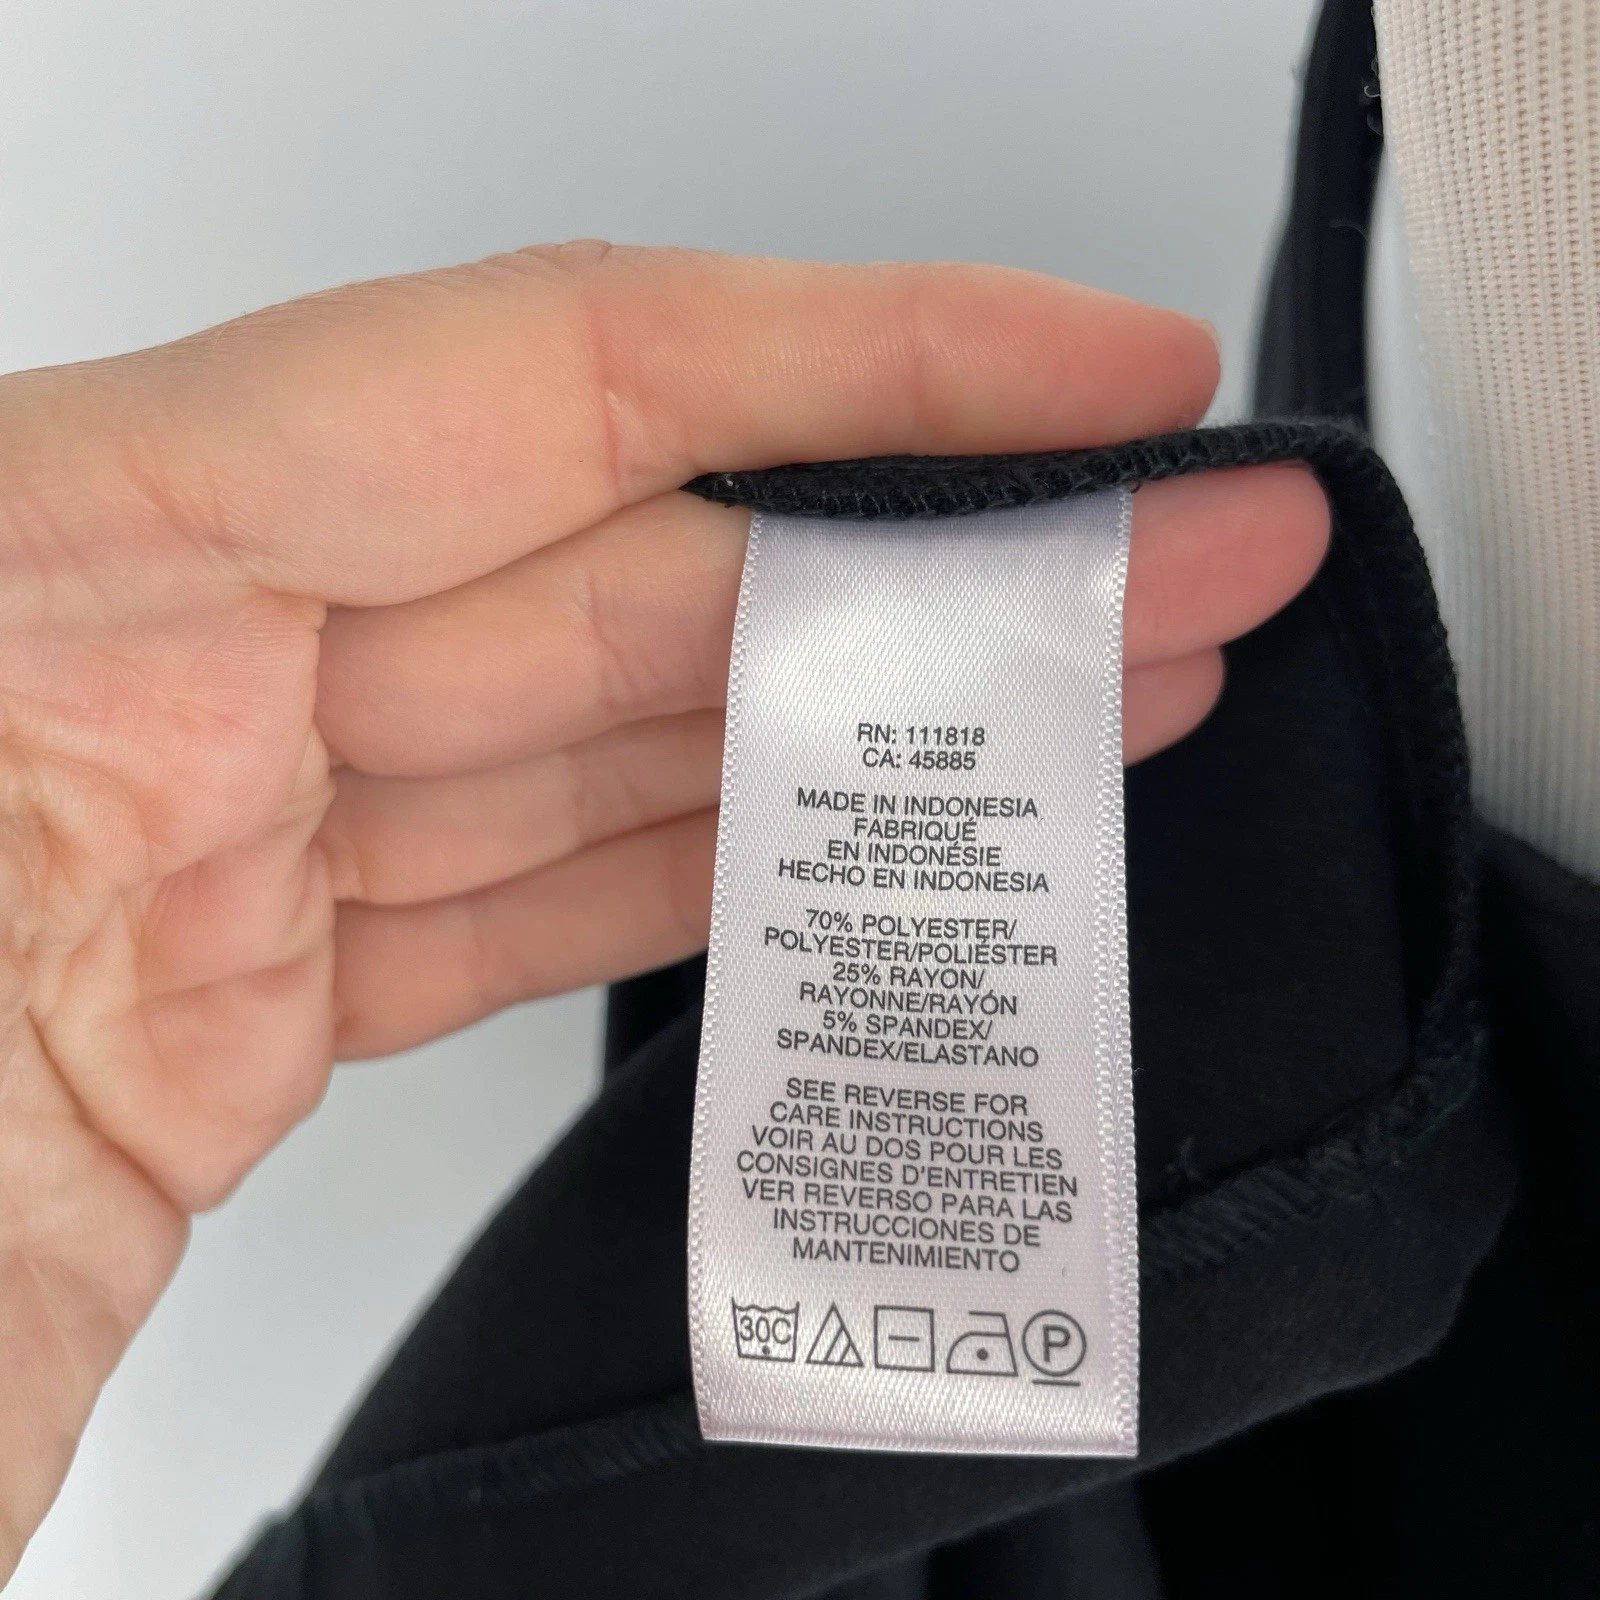 RN: 111818
CA: 45885
MADE IN INDONESIA
FABRIQUÉ
EN INDONÉSIE
HECHO EN INDONESIA
70% POLYESTER/
POLYESTER/POLIÉSTER
25% RAYON/
RAYONNE/RAYÓN
5% SPANDEX/
SPANDEX/ELASTANO
SEE REVERSE FOR
CARE INSTRUCTIONS
VOIR AU DOS POUR LES
CONSIGNES D'ENTRETIEN
VER REVERSO PARA LAS
INSTRUCCIONES DE
MANTENIMIENTO
30C P